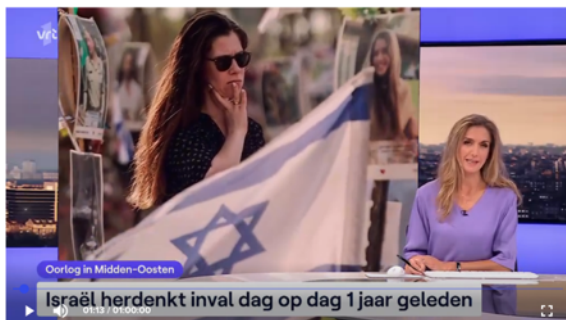 vrt
Oorlog in Midden-Oosten
Israël herdenkt inval dag op dag 1 jaar geleden
01:13 / 01:00:00